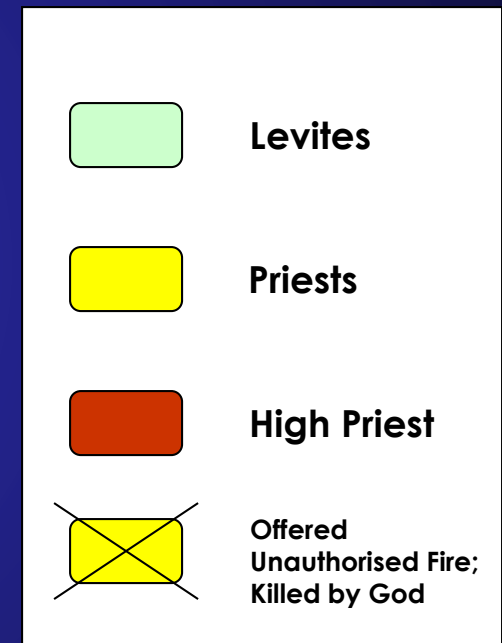 Levites
Priests
High Priest
Offered
Unauthorised Fire;
Killed by God